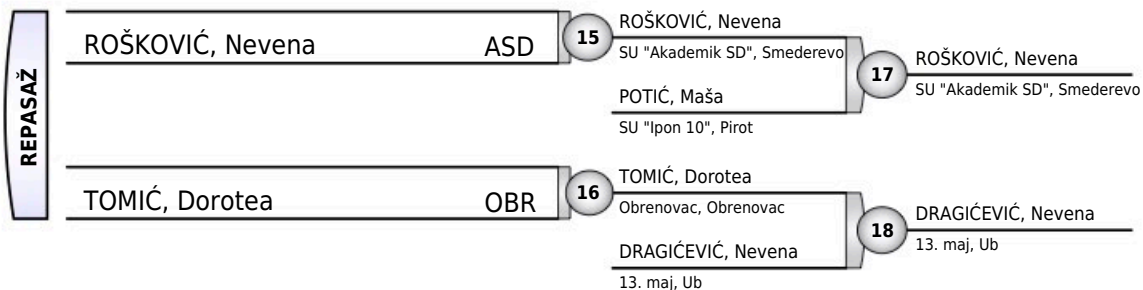 REPASAŽ
ROŠKOVIĆ, Nevena ASD
15
ROŠKOVIĆ, Nevena
SU "Akademik SD", Smederevo
POTIĆ, Maša
SU "Ipon 10", Pirot
17
ROŠKOVIĆ, Nevena
SU "Akademik SD", Smederevo
TOMIĆ, Dorotea OBR
16
TOMIĆ, Dorotea
Obrenovac, Obrenovac
DRAGIĆEVIĆ, Nevena
13. maj, Ub
18
DRAGIĆEVIĆ, Nevena
13. maj, Ub